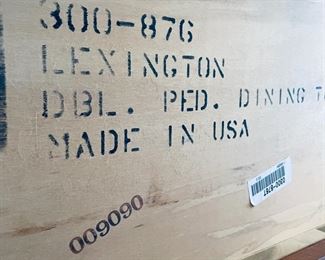 300-876
LEXINGTON
DBL. PED. DINING
MADE IN USA
009090